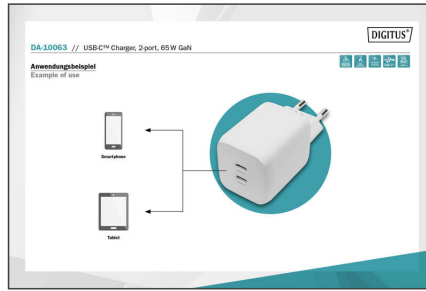 DIGITUS®
DA-10063 // USB-C™ Charger, 2-port, 65 W GaN
Anwendungsbeispiel
Example of use
Smartphone
Tablet